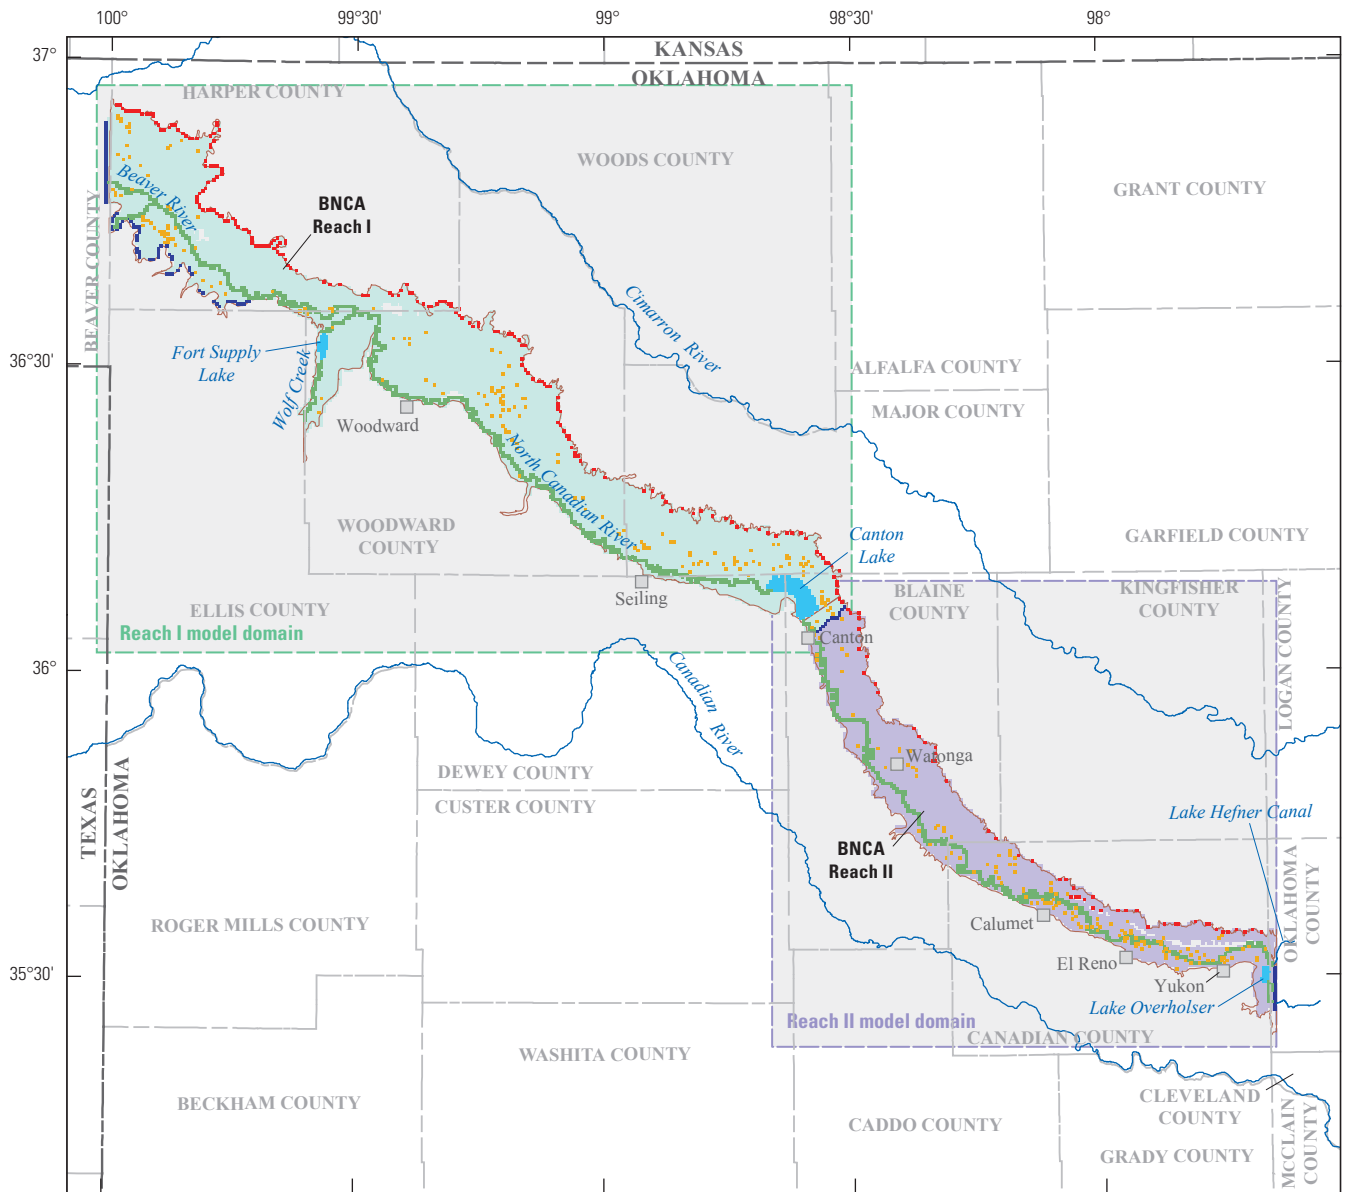 100°
99°30'
99°
98°30'
98°
37°
KANSAS
OKLAHOMA
HARPER COUNTY
WOODS COUNTY
GRANT COUNTY
Beaver River
BNCA
Reach I
BEAVER COUNTY
Cimarron River
36°30'
Fort Supply
Lake
Wolf Creek
Woodward
ALFALFA COUNTY
MAJOR COUNTY
North Canadian River
WOODWARD
COUNTY
Canton
Lake
GARFIELD COUNTY
Seiling
ELLIS COUNTY
Reach I model domain
BLAINE
COUNTY
KINGFISHER
COUNTY
LOGAN COUNTY
Canton
36°
Canadian River
Watonga
DEWEY COUNTY
CUSTER COUNTY
TEXAS
OKLAHOMA
Lake Hefner Canal
BNCA
Reach II
OKLAHOMA
COUNTY
ROGER MILLS COUNTY
Calumet
El Reno
35°30'
Yukon
Lake Overholser
Reach II model domain
CANADIAN COUNTY
WASHITA COUNTY
BECKHAM COUNTY
CADDO COUNTY
CLEVELAND
COUNTY
GRADY COUNTY
MCCLAIN
COUNTY